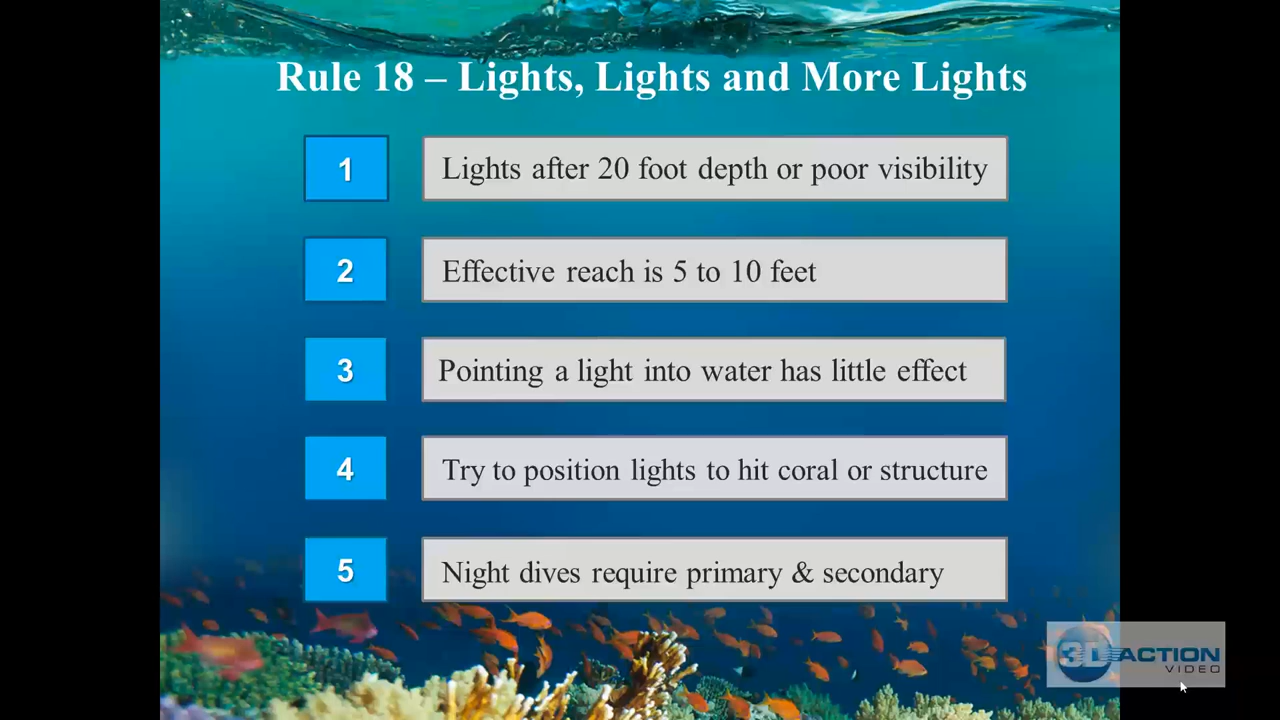 Rule 18 – Lights, Lights and More Lights
1
Lights after 20 foot depth or poor visibility
2
Effective reach is 5 to 10 feet
3
Pointing a light into water has little effect
4
Try to position lights to hit coral or structure
5
Night dives require primary & secondary
3D ACTION
VIDEO